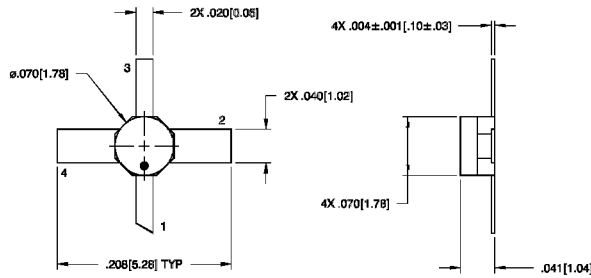 2X .020[0.05]
4X .004±.001[.10±.03]
3
ø.070[1.78]
2
2X .040[1.02]
4
4X .070[1.78]
1
.208[5.28] TYP
.041[1.04]